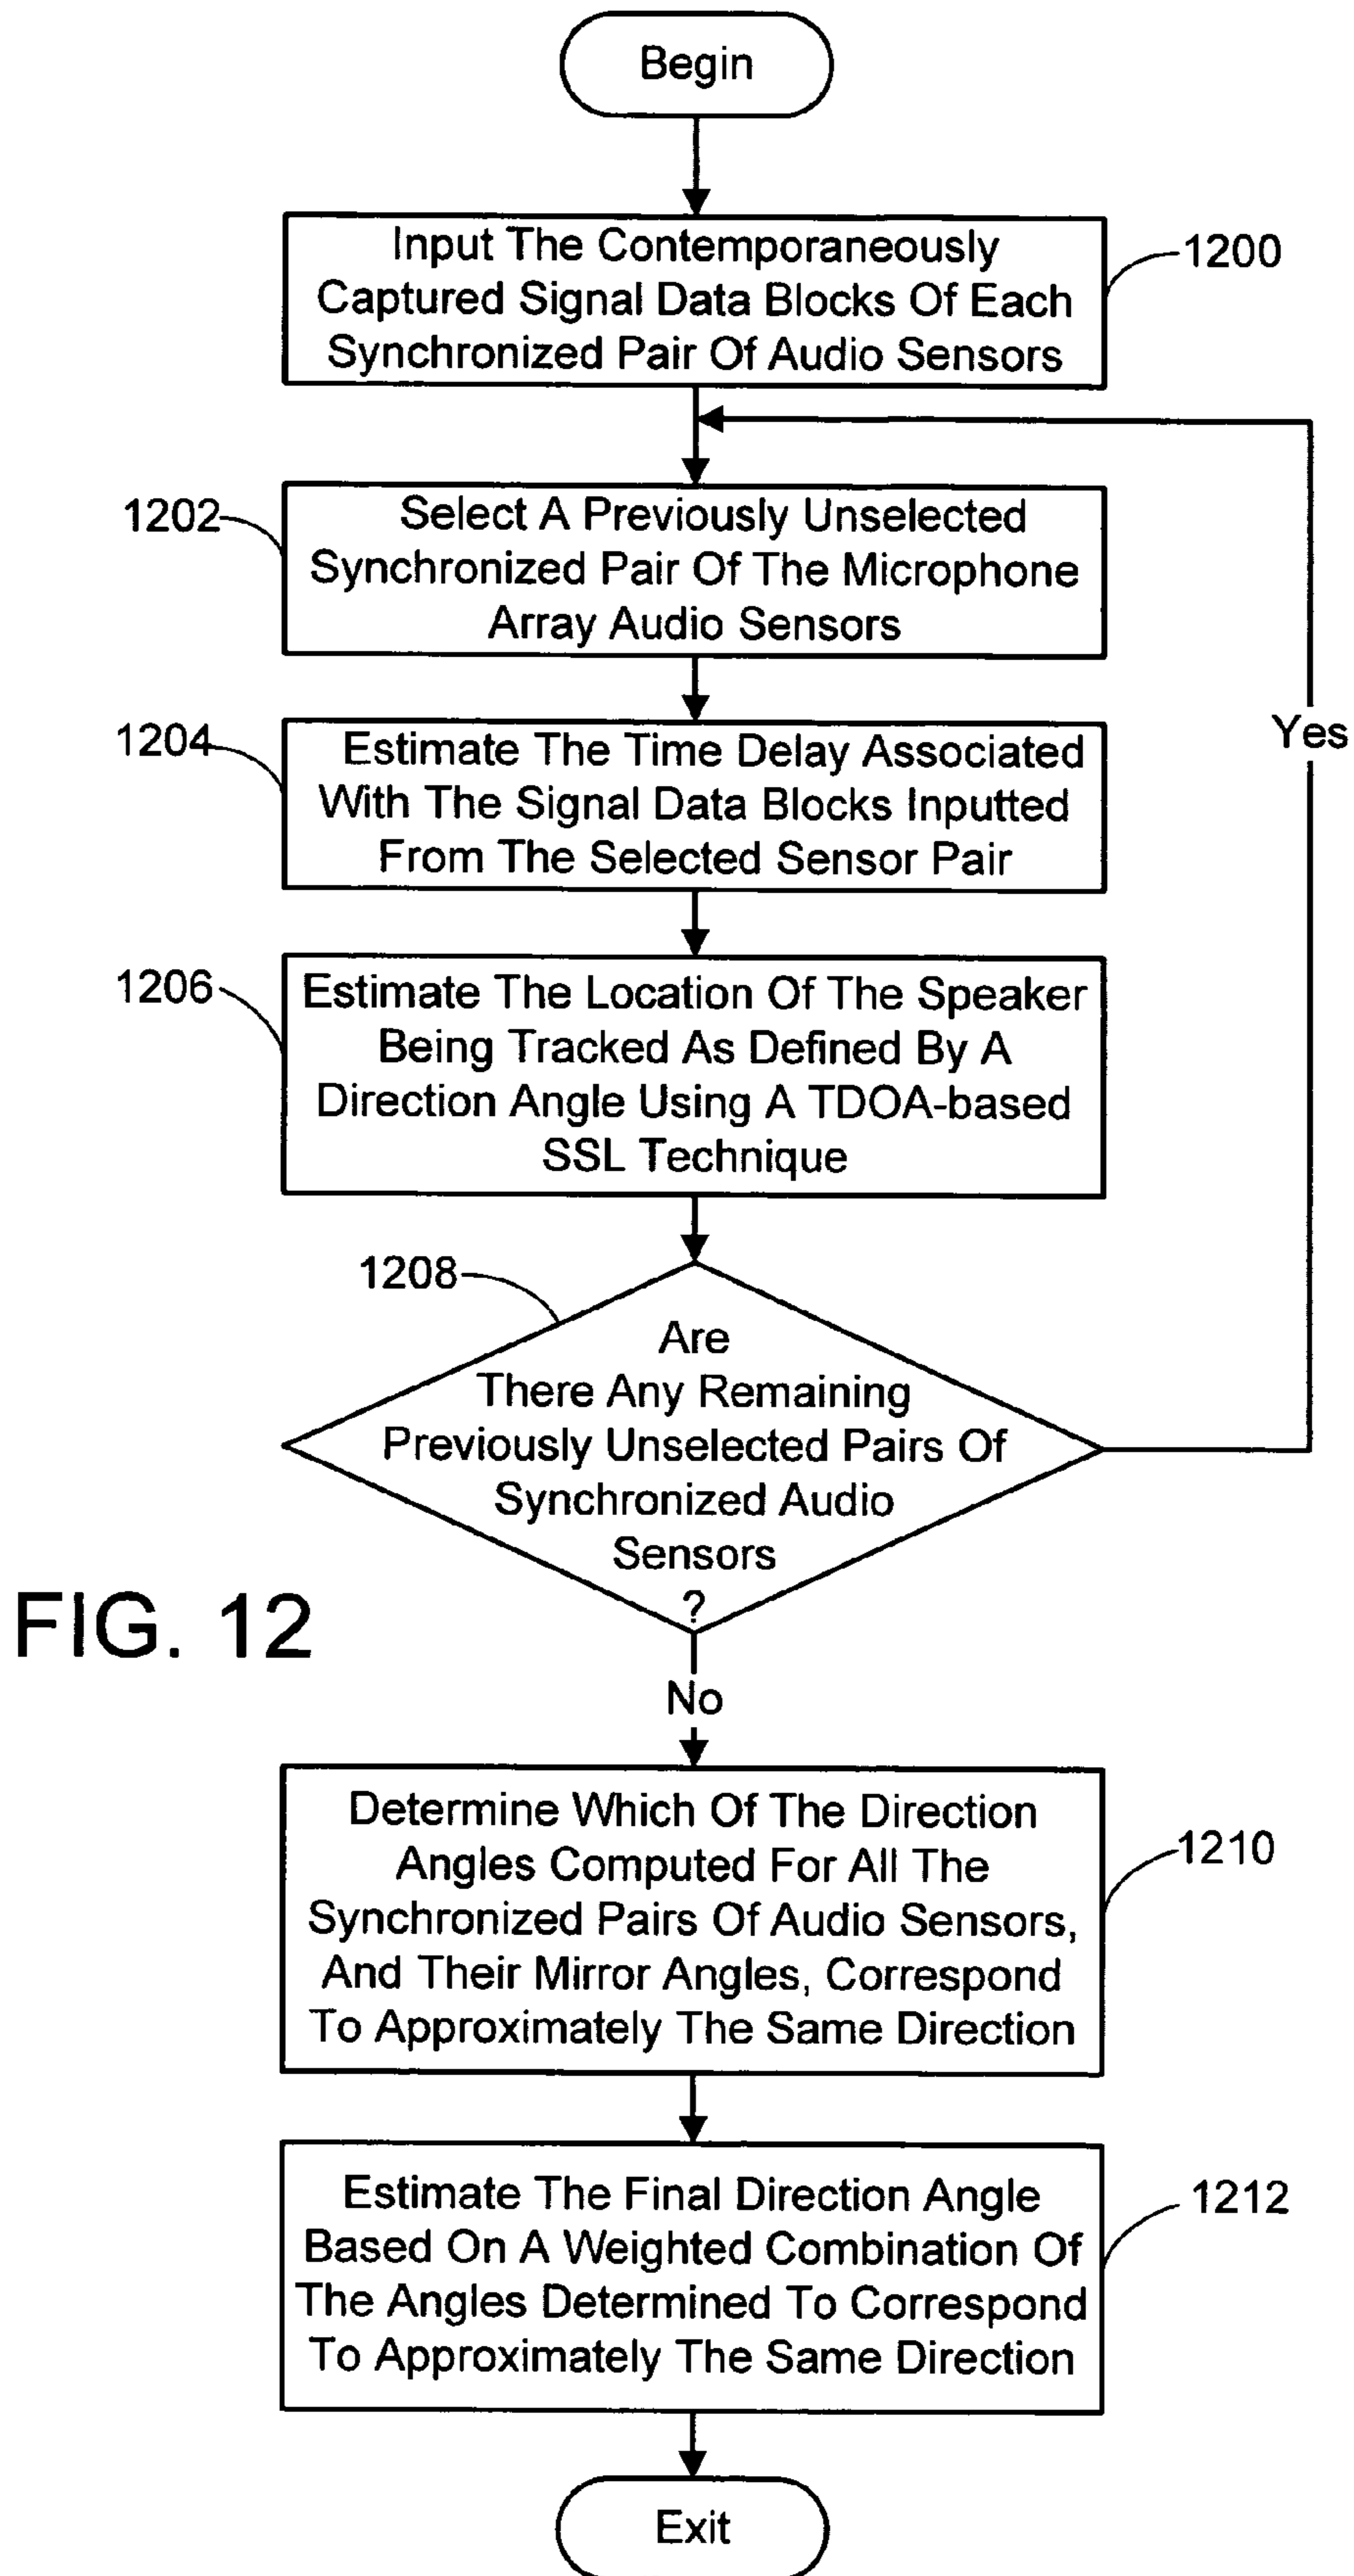 Begin
Input The Contemporaneously
Captured Signal Data Blocks Of Each
Synchronized Pair Of Audio Sensors
1200
Select A Previously Unselected
Synchronized Pair Of The Microphone
Array Audio Sensors
1202
Estimate The Time Delay Associated
With The Signal Data Blocks Inputted
From The Selected Sensor Pair
1204
Yes
Estimate The Location Of The Speaker
Being Tracked As Defined By A
Direction Angle Using A TDOA-based
SSL Technique
1206
1208
Are
There Any Remaining
Previously Unselected Pairs Of
Synchronized Audio
Sensors
?
FIG. 12
No
Determine Which Of The Direction
Angles Computed For All The
Synchronized Pairs Of Audio Sensors,
And Their Mirror Angles, Correspond
To Approximately The Same Direction
1210
Estimate The Final Direction Angle
Based On A Weighted Combination Of
The Angles Determined To Correspond
To Approximately The Same Direction
1212
Exit